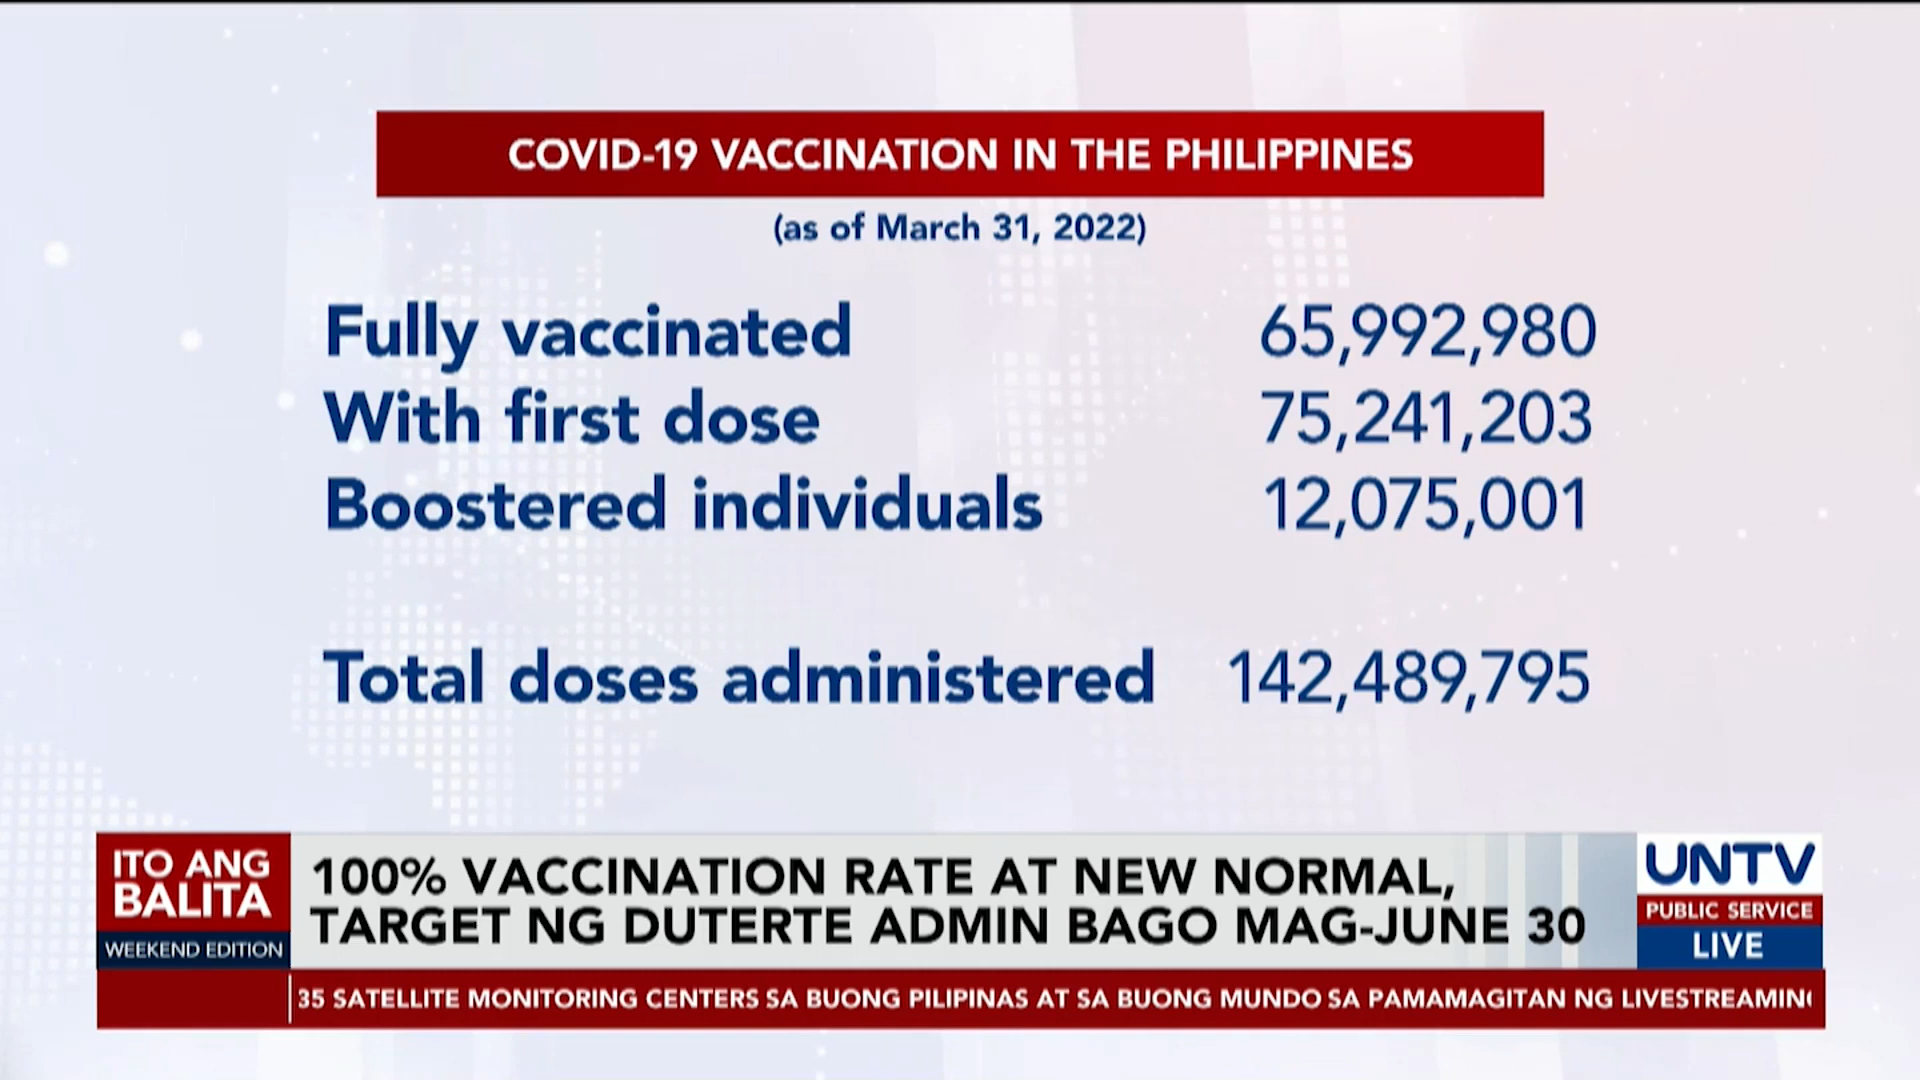 COVID-19 VACCINATION IN THE PHILIPPINES
(as of March 31, 2022)
Fully vaccinated 65,992,980
With first dose 75,241,203
Boostered individuals 12,075,001
Total doses administered 142,489,795
ITO ANG
BALITA
WEEKEND EDITION
100% VACCINATION RATE AT NEW NORMAL,
TARGET NG DUTERTE ADMIN BAGO MAG-JUNE 30
UNTV
PUBLIC SERVICE
LIVE
35 SATELLITE MONITORING CENTERS SA BUONG PILIPINAS AT SA BUONG MUNDO SA PAMAMAGITAN NG